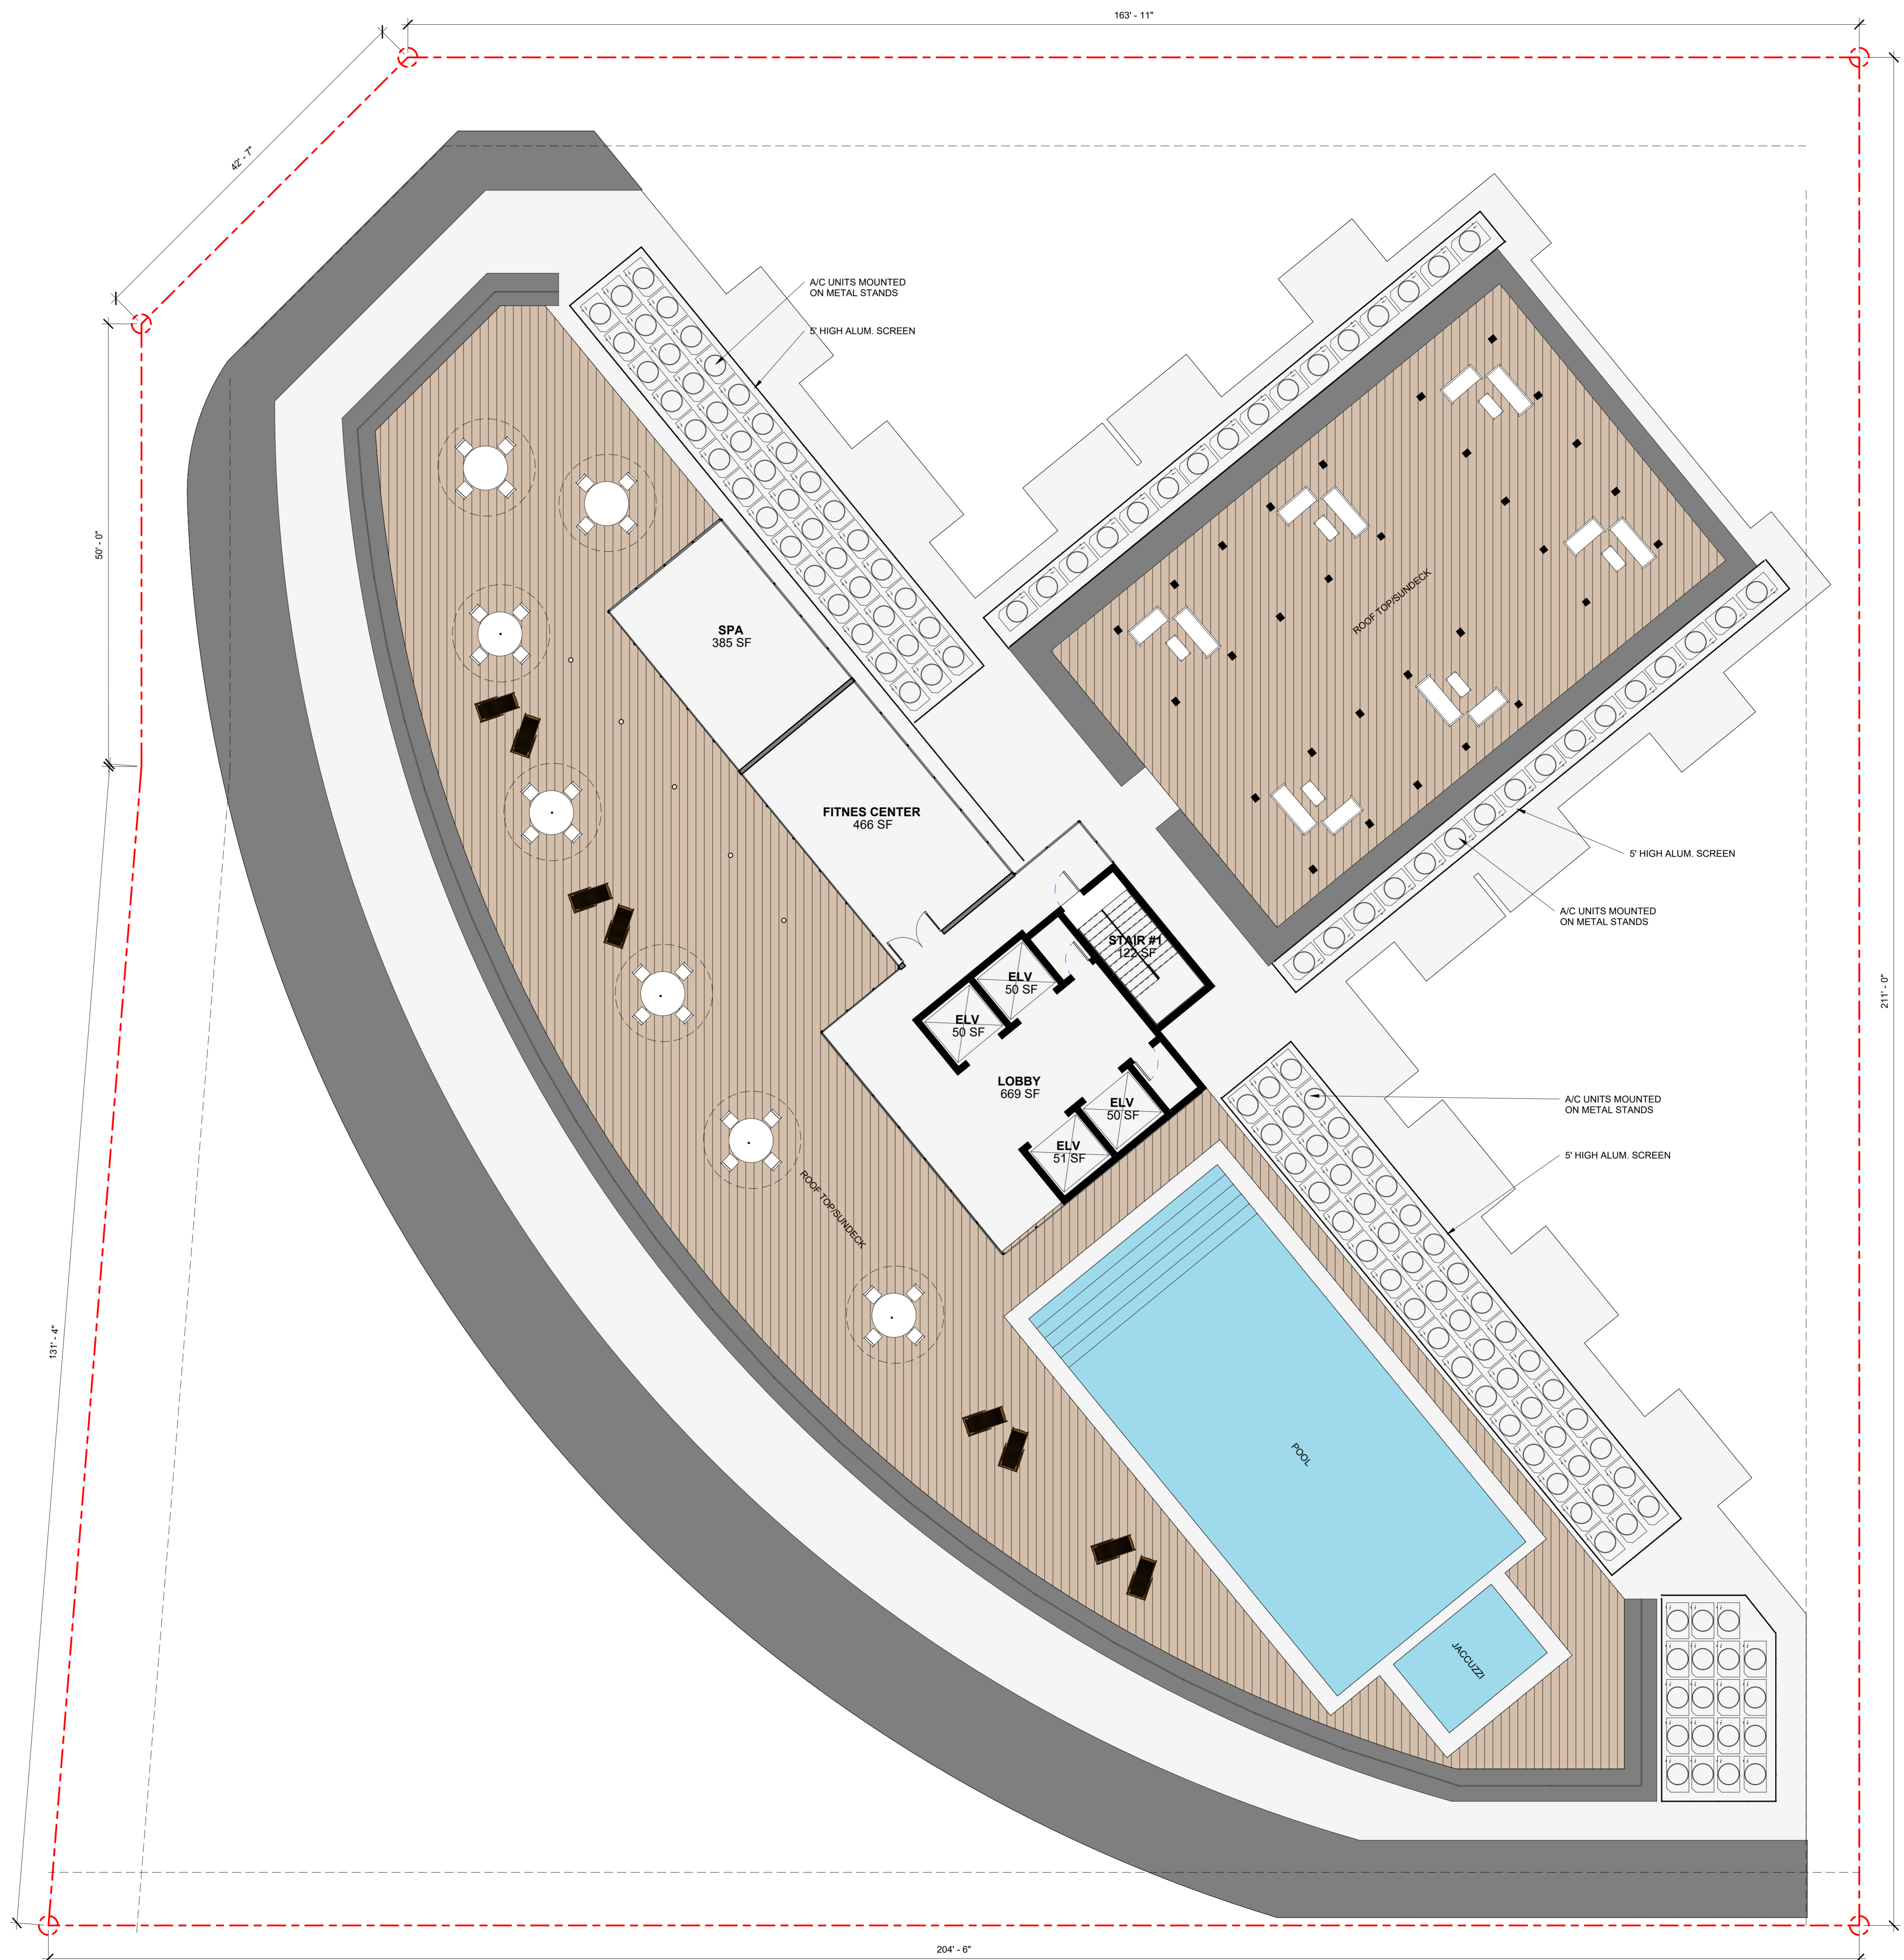 163' - 11"
42' - 7"
A/C UNITS MOUNTED
ON METAL STANDS
5' HIGH ALUM. SCREEN
50' - 0"
ROOF TOP/SUNDECK
SPA
385 SF
FITNES CENTER
466 SF
5' HIGH ALUM. SCREEN
A/C UNITS MOUNTED
ON METAL STANDS
STAIR #1
122 SF
ELV
50 SF
ELV
50 SF
211' - 0"
LOBBY
669 SF
ELV
50 SF
ELV
51 SF
A/C UNITS MOUNTED
ON METAL STANDS
5' HIGH ALUM. SCREEN
ROOF TOP/SUNDECK
131' - 4"
POOL
JACCUZZI
204' - 6"